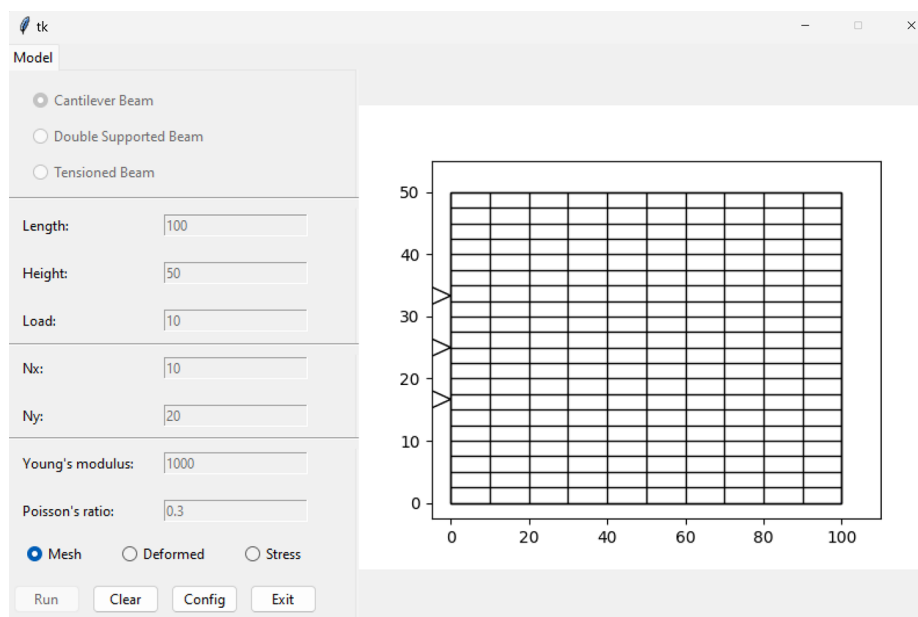 tk
Model
Cantilever Beam
Double Supported Beam
Tensioned Beam
Length: 100
Height: 50
Load: 10
Nx: 10
Ny: 20
Young's modulus: 1000
Poisson's ratio: 0.3
Mesh Deformed Stress
Run Clear Config Exit
50
40
30
20
10
0
0 20 40 60 80 100